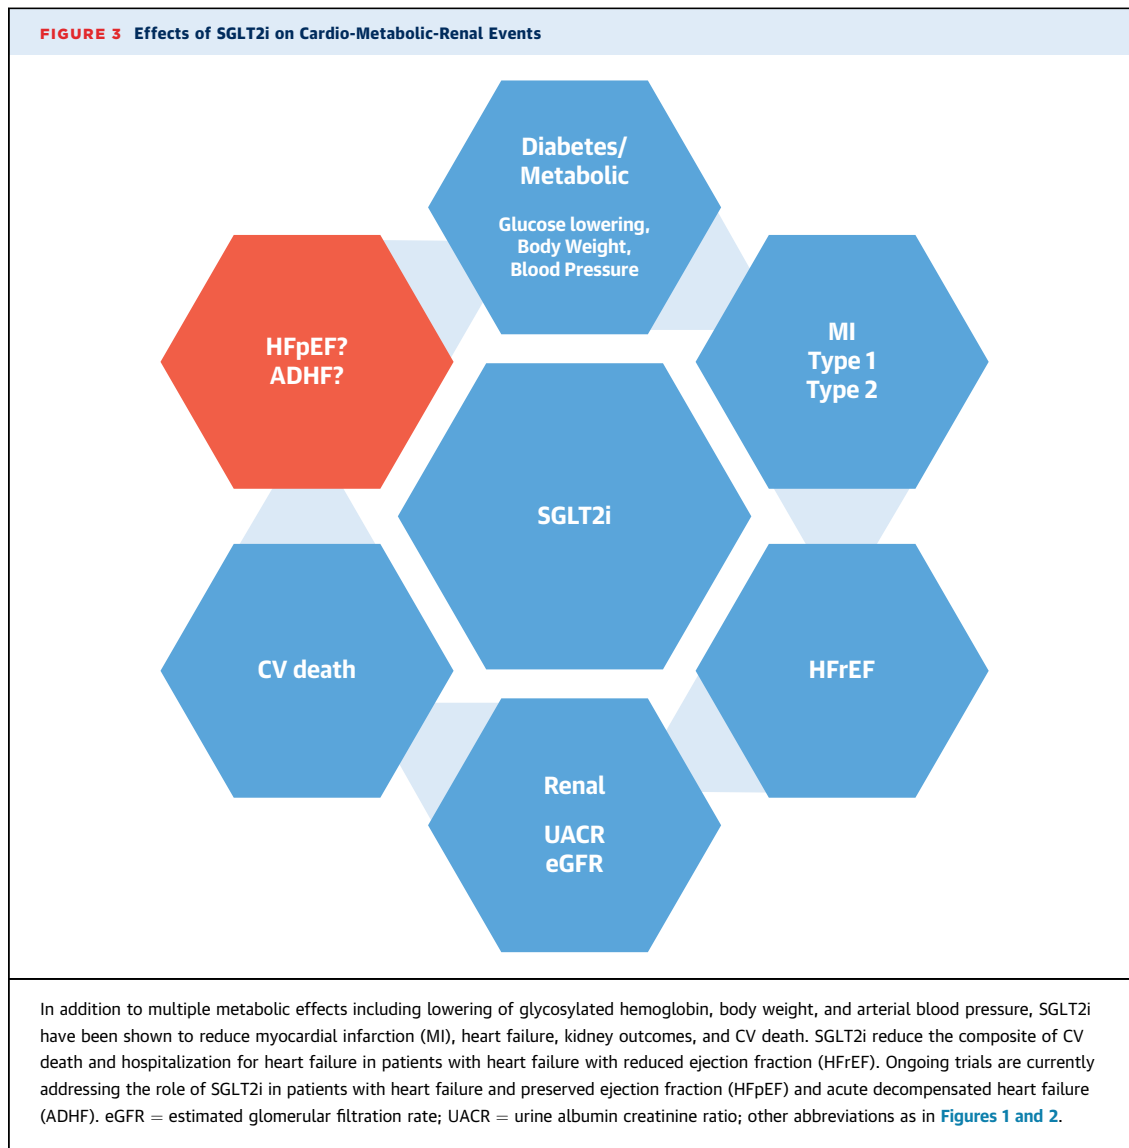 FIGURE 3 Effects of SGLT2i on Cardio-Metabolic-Renal Events
Diabetes/
Metabolic
Glucose lowering,
Body Weight,
Blood Pressure
HFpEF?
ADHF?
MI
Type 1
Type 2
SGLT2i
CV death
HFrEF
Renal
UACR
eGFR
In addition to multiple metabolic effects including lowering of glycosylated hemoglobin, body weight, and arterial blood pressure, SGLT2i
have been shown to reduce myocardial infarction (MI), heart failure, kidney outcomes, and CV death. SGLT2i reduce the composite of CV
death and hospitalization for heart failure in patients with heart failure with reduced ejection fraction (HFrEF). Ongoing trials are currently
addressing the role of SGLT2i in patients with heart failure and preserved ejection fraction (HFpEF) and acute decompensated heart failure
(ADHF). eGFR = estimated glomerular filtration rate; UACR = urine albumin creatinine ratio; other abbreviations as in Figures 1 and 2.